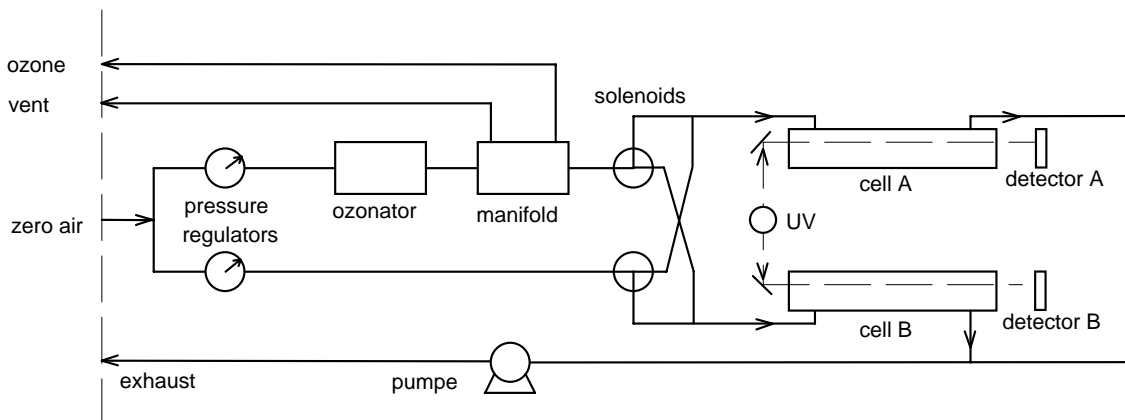 ozone
vent
solenoids
cell A
detector A
pressure
regulators
ozonator
manifold
zero air
UV
cell B
detector B
exhaust
pumpe